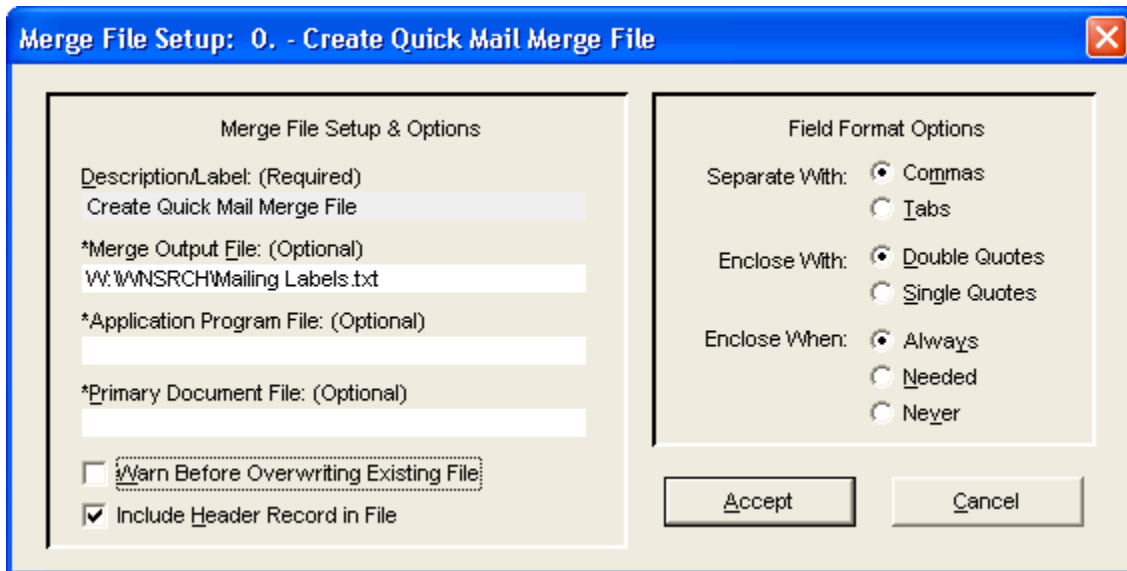 Merge File Setup: 0. - Create Quick Mail Merge File
Merge File Setup & Options
Description/Label: (Required)
Create Quick Mail Merge File
*Merge Output File: (Optional)
W:\WNSRCH\Mailing Labels.txt
*Application Program File: (Optional)
*Primary Document File: (Optional)
Warn Before Overwriting Existing File
Include Header Record in File
Field Format Options
Separate With: Commas
Tabs
Enclose With: Double Quotes
Single Quotes
Enclose When: Always
Needed
Never
Accept Cancel